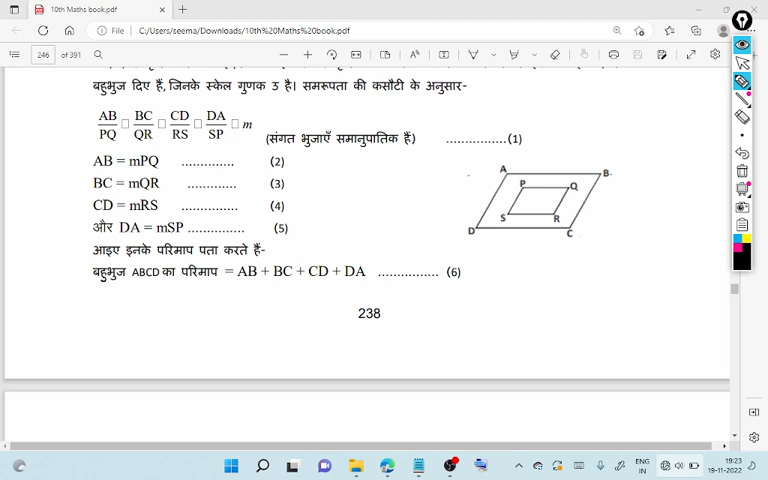 10th Maths book.pdf
File
C:/Users/seema/Downloads/10th%20Maths%20book.pdf
246 of 391
बहुभुज दिए हैं, जिनके स्केल गुणक उ है। समरूपता की कसौटी के अनुसार-
AB/PQ □ BC/QR □ CD/RS □ DA/SP □ m
(संगत भुजाएँ समानुपातिक हैं) ................(1)
AB = mPQ ............. (2)
BC = mQR ............ (3)
CD = mRS .............. (4)
और DA = mSP .............. (5)
आइए इनके परिमाप पता करते हैं-
बहुभुज ABCD का परिमाप = AB + BC + CD + DA ................ (6)
A B
P Q
S R
D C
238
ENG
IN
19:23
19-11-2022